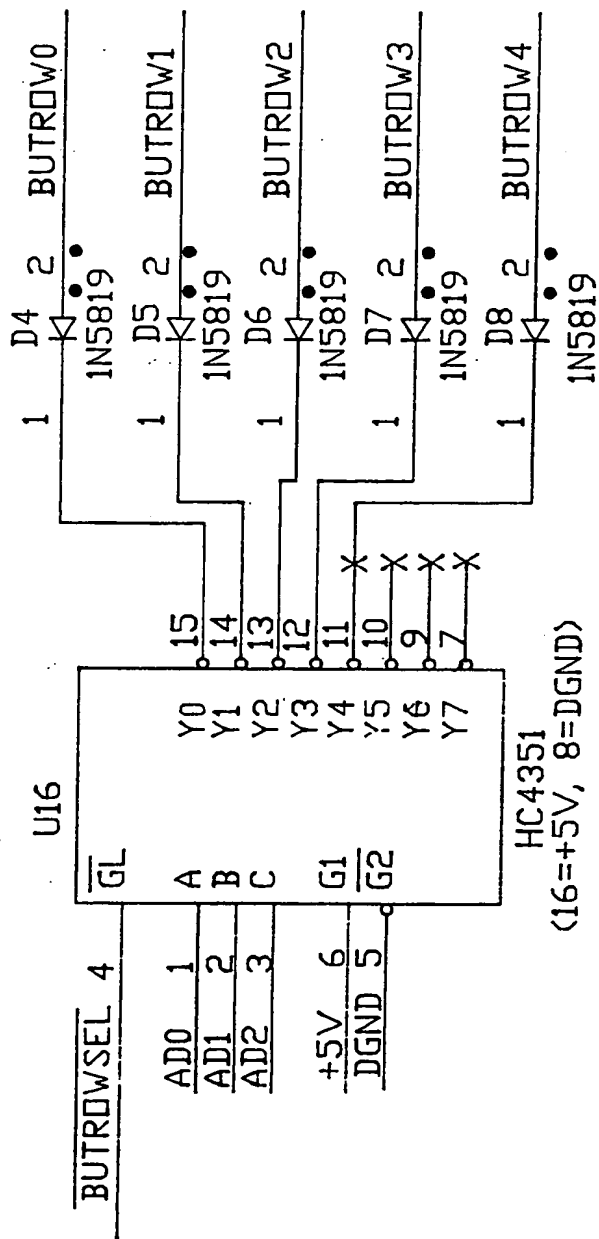 U16
BUTROWSEL 4
GL
AD0 1 A
AD1 2 B
AD2 3 C
+5V 6 G1
DGND 5 G2
Y0 15
Y1 14
Y2 13
Y3 12
Y4 11
Y5 10
Y6 9
Y7 7
HC4351
(16=+5V, 8=DGND)
1 D4 2 BUTROW0
1N5819
1 D5 2 BUTROW1
1N5819
1 D6 2 BUTROW2
1N5819
1 D7 2 BUTROW3
1N5819
1 D8 2 BUTROW4
1N5819